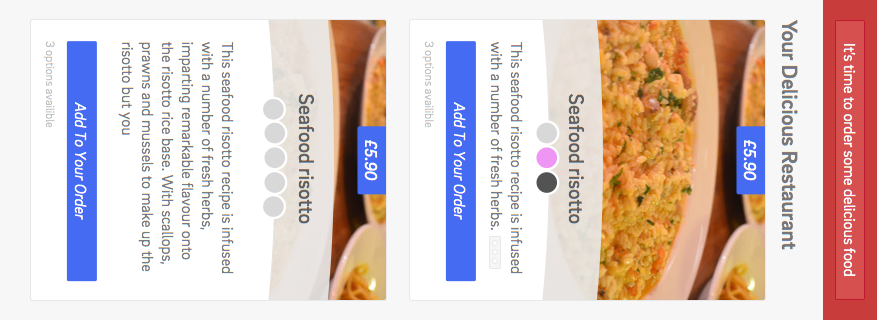 It's time to order some delicious food
Your Delicious Restaurant
£5.90
Seafood risotto
This seafood risotto recipe is infused
with a number of fresh herbs.
Add To Your Order
3 options availible
£5.90
Seafood risotto
This seafood risotto recipe is infused
with a number of fresh herbs,
imparting remarkable flavour onto
the risotto rice base. With scallops,
prawns and mussels to make up the
risotto but you
Add To Your Order
3 options availible